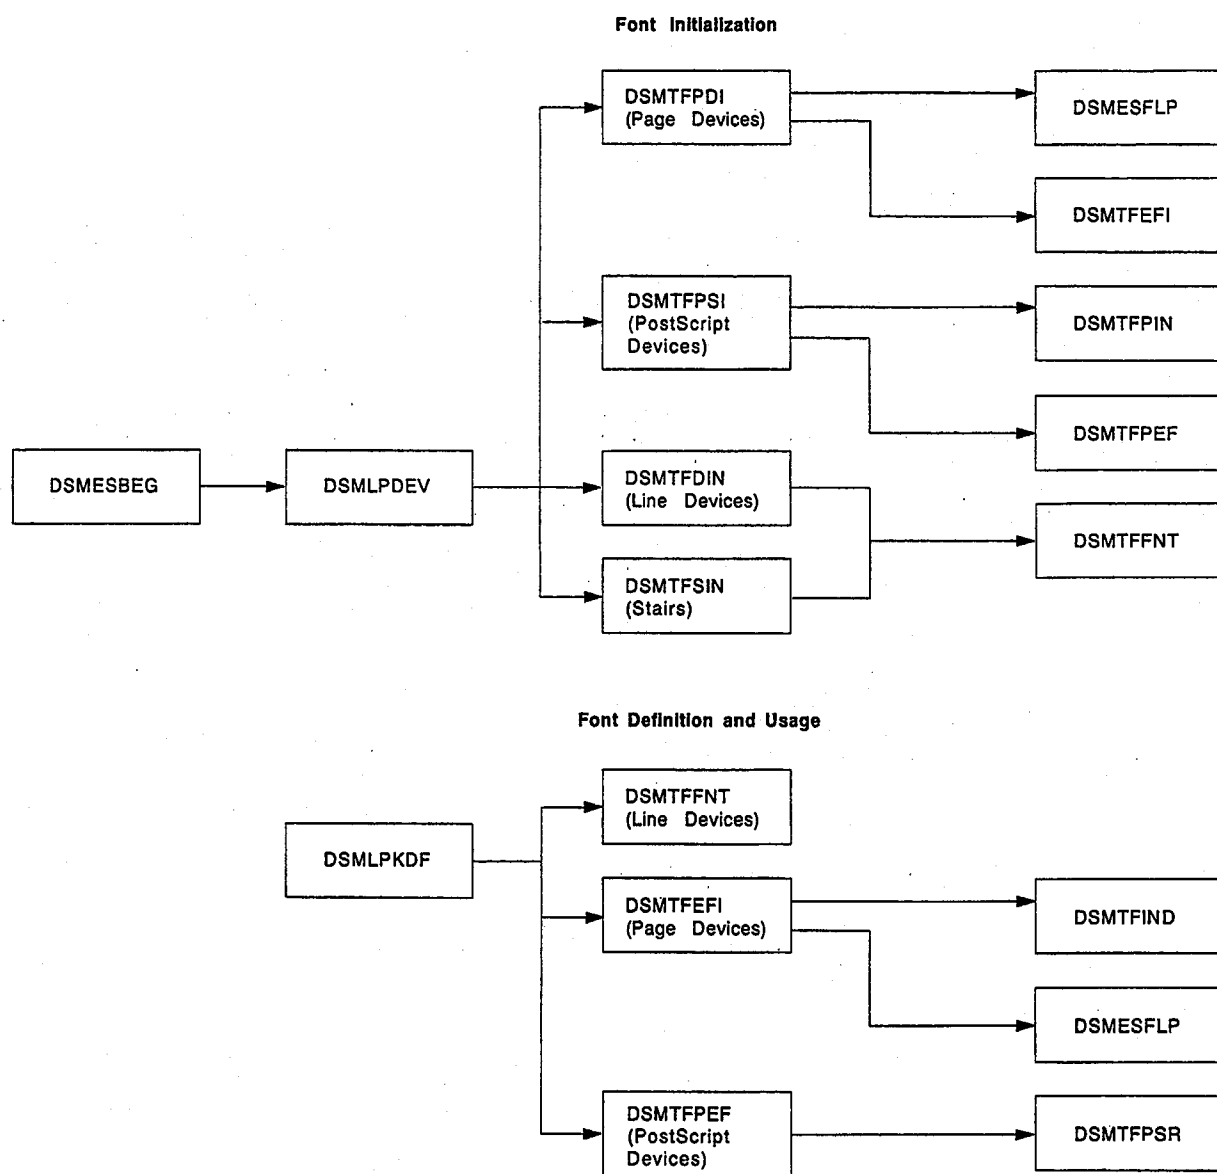 Font Initialization
DSMTFPDI
(Page Devices)
DSMESFLP
DSMTFEFI
DSMTFPSI
(PostScript
Devices)
DSMTFPIN
DSMTFPEF
DSMESBEG
DSMLPDEV
DSMTFDIN
(Line Devices)
DSMTFFNT
DSMTFSIN
(Stairs)
Font Definition and Usage
DSMTFFNT
(Line Devices)
DSMLPKDF
DSMTFEFI
(Page Devices)
DSMTFIND
DSMESFLP
DSMTFPEF
(PostScript
Devices)
DSMTFPSR